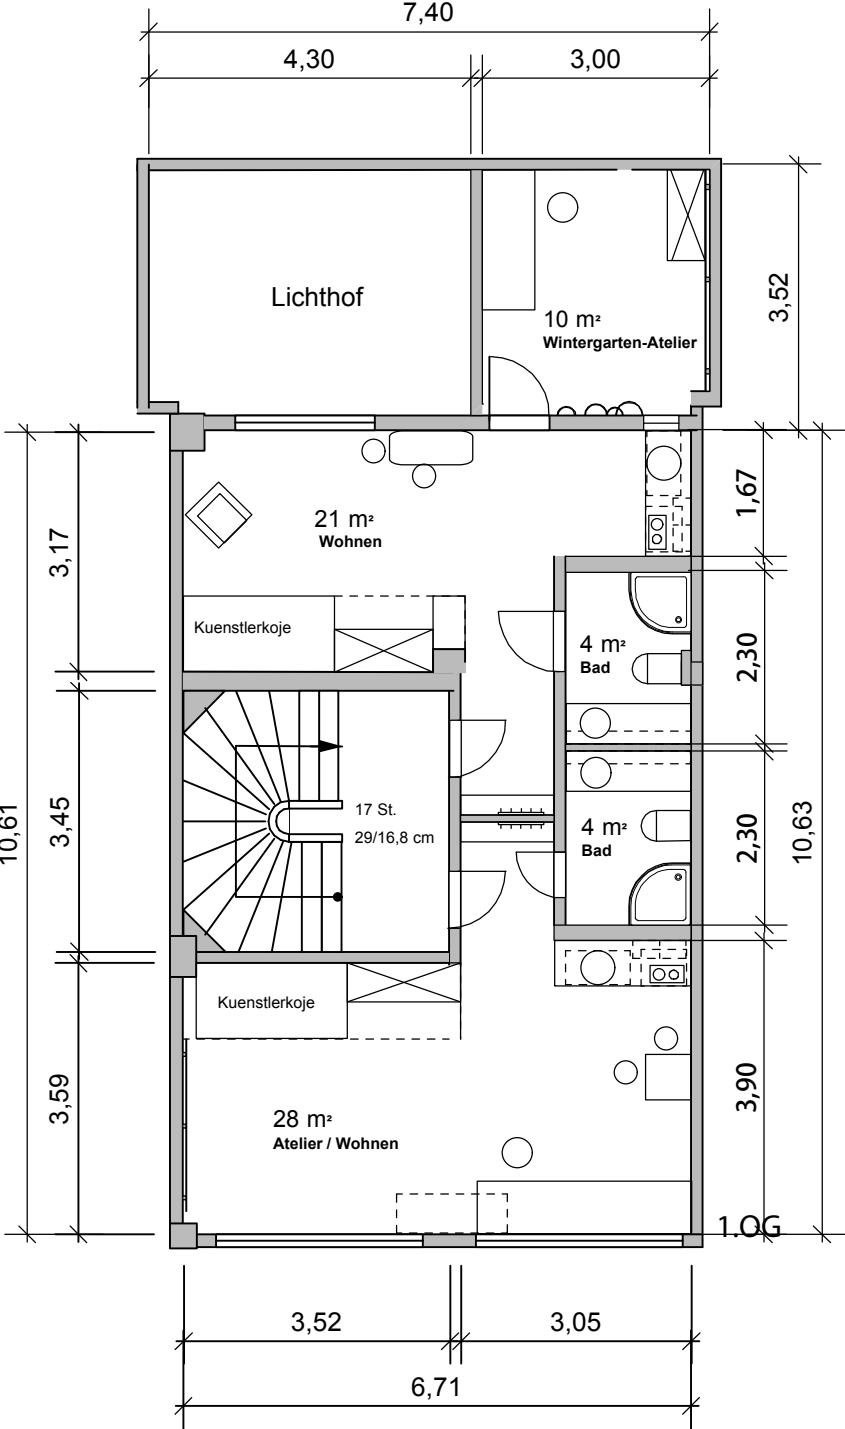 7,40
4,30
3,00
3,52
Lichthof
10 m²
Wintergarten-Atelier
1,67
21 m²
Wohnen
3,17
Kuenstlerkoje
4 m²
Bad
2,30
10,61
3,45
17 St.
29/16,8 cm
4 m²
Bad
2,30
10,63
Kuenstlerkoje
3,59
3,90
28 m²
Atelier / Wohnen
1.OG
3,52
3,05
6,71